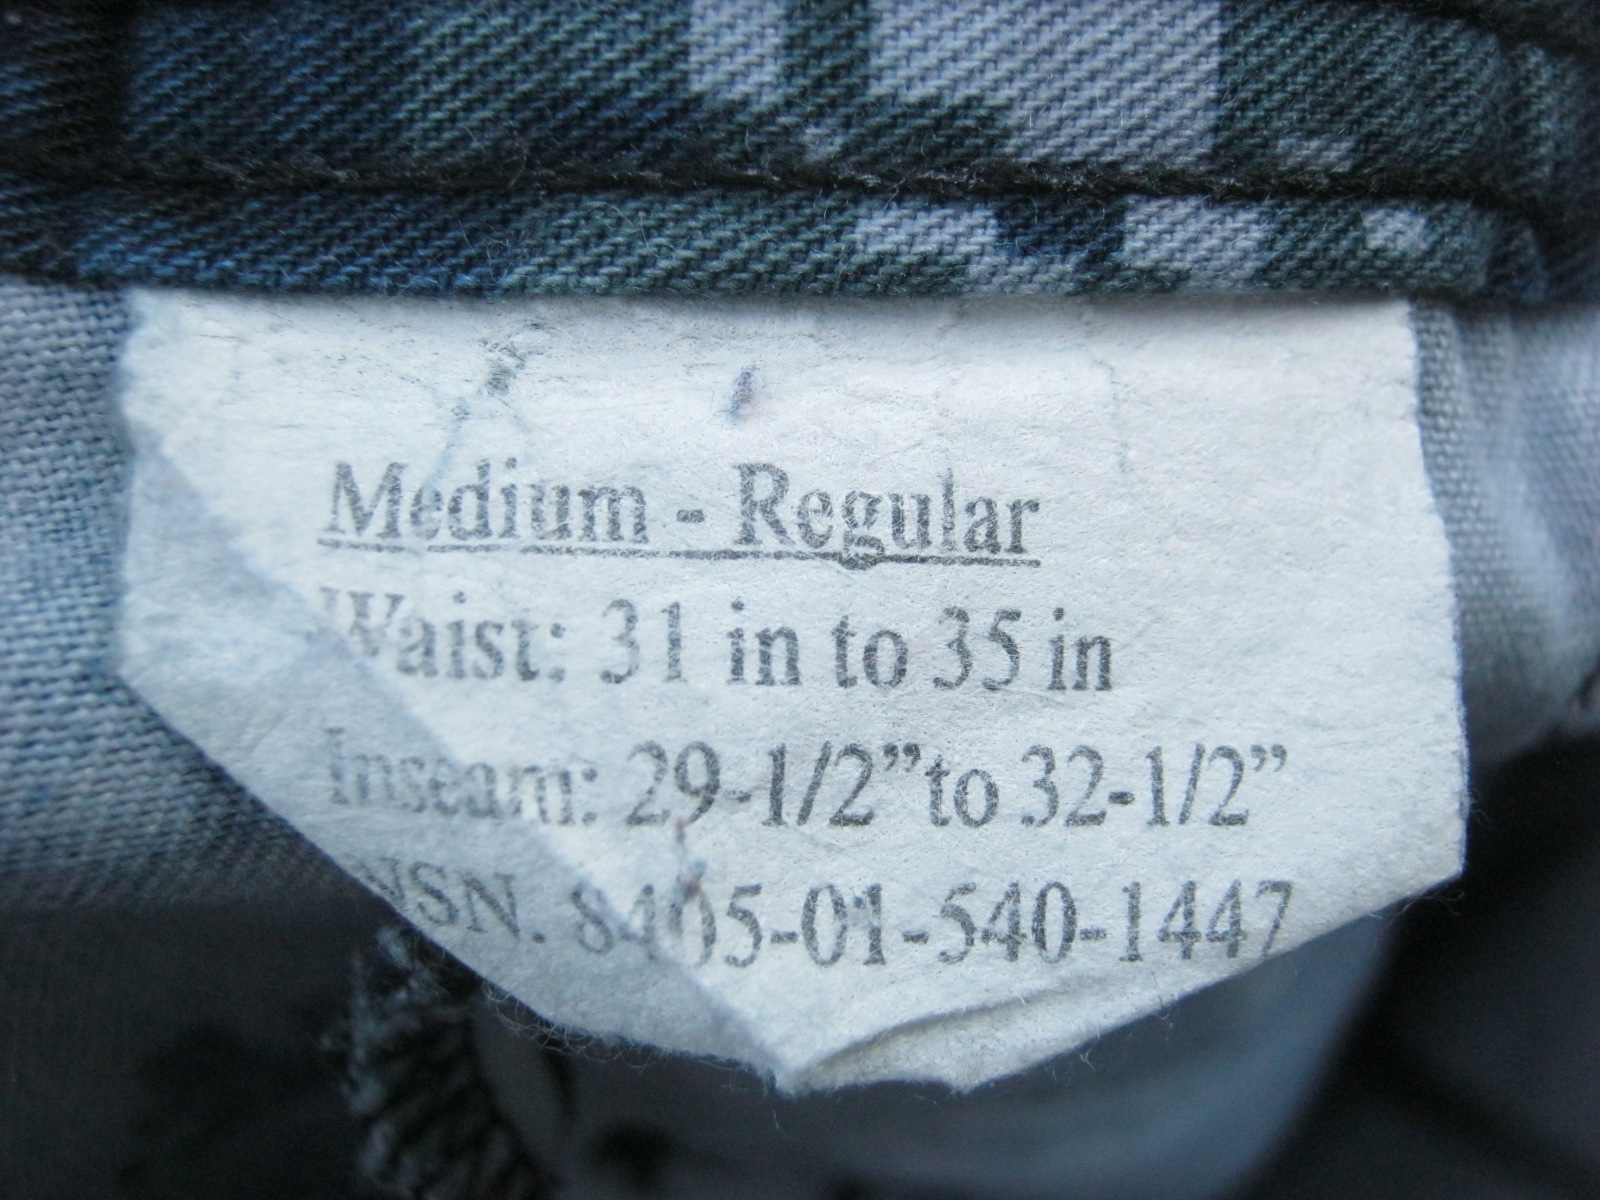 Medium - Regular
Waist: 31 in to 35 in
Inseam: 29-1/2” to 32-1/2”
NSN. 8405-01-540-1447